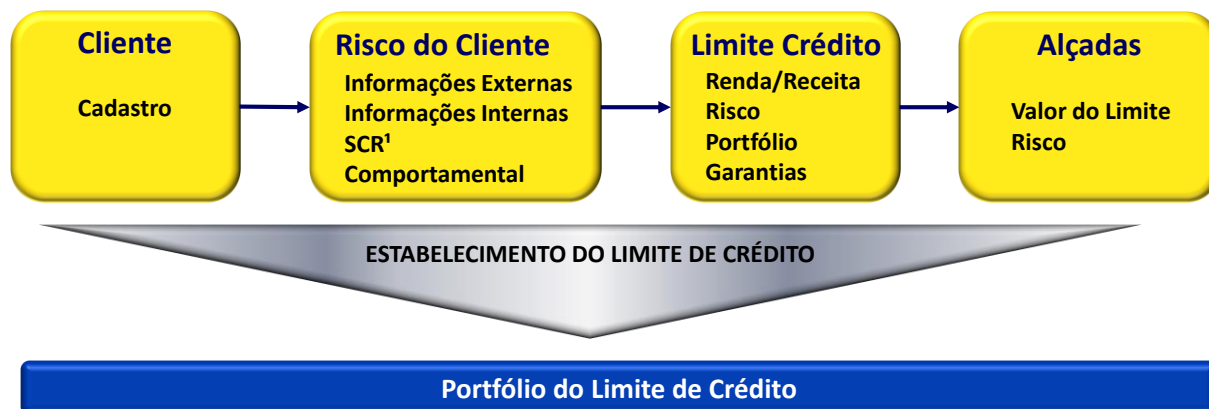 Cliente
Cadastro
Risco do Cliente
Informações Externas
Informações Internas
SCR¹
Comportamental
Limite Crédito
Renda/Receita
Risco
Portfólio
Garantias
Alçadas
Valor do Limite
Risco
ESTABELECIMENTO DO LIMITE DE CRÉDITO
Portfólio do Limite de Crédito